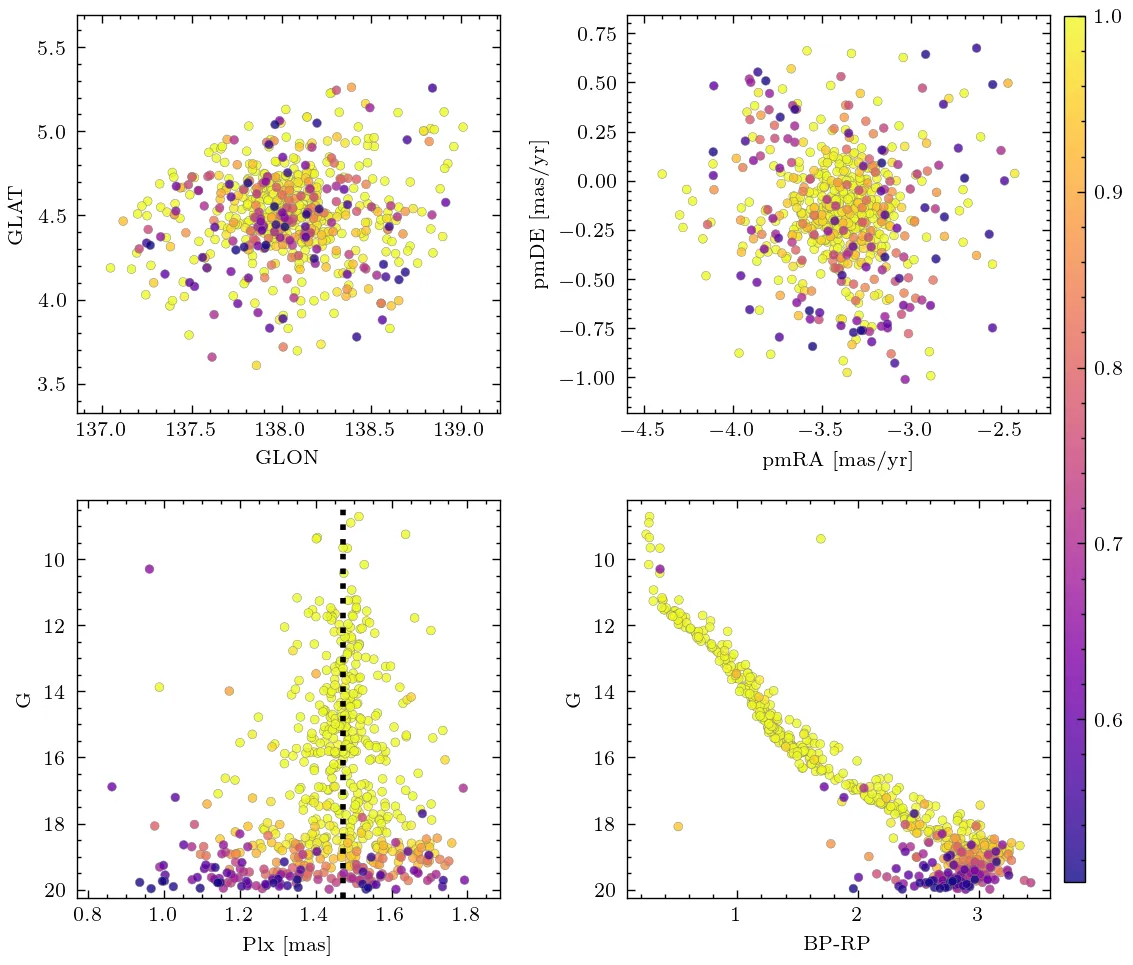 5.5
5.0
4.5
4.0
3.5
GLAT
137.0 137.5 138.0 138.5 139.0
GLON
0.75
0.50
0.25
0.00
−0.25
−0.50
−0.75
−1.00
pmDE [mas/yr]
−4.5 −4.0 −3.5 −3.0 −2.5
pmRA [mas/yr]
1.0
0.9
0.8
0.7
0.6
10
12
14
16
18
20
G
0.8 1.0 1.2 1.4 1.6 1.8
Plx [mas]
10
12
14
16
18
20
G
1 2 3
BP-RP